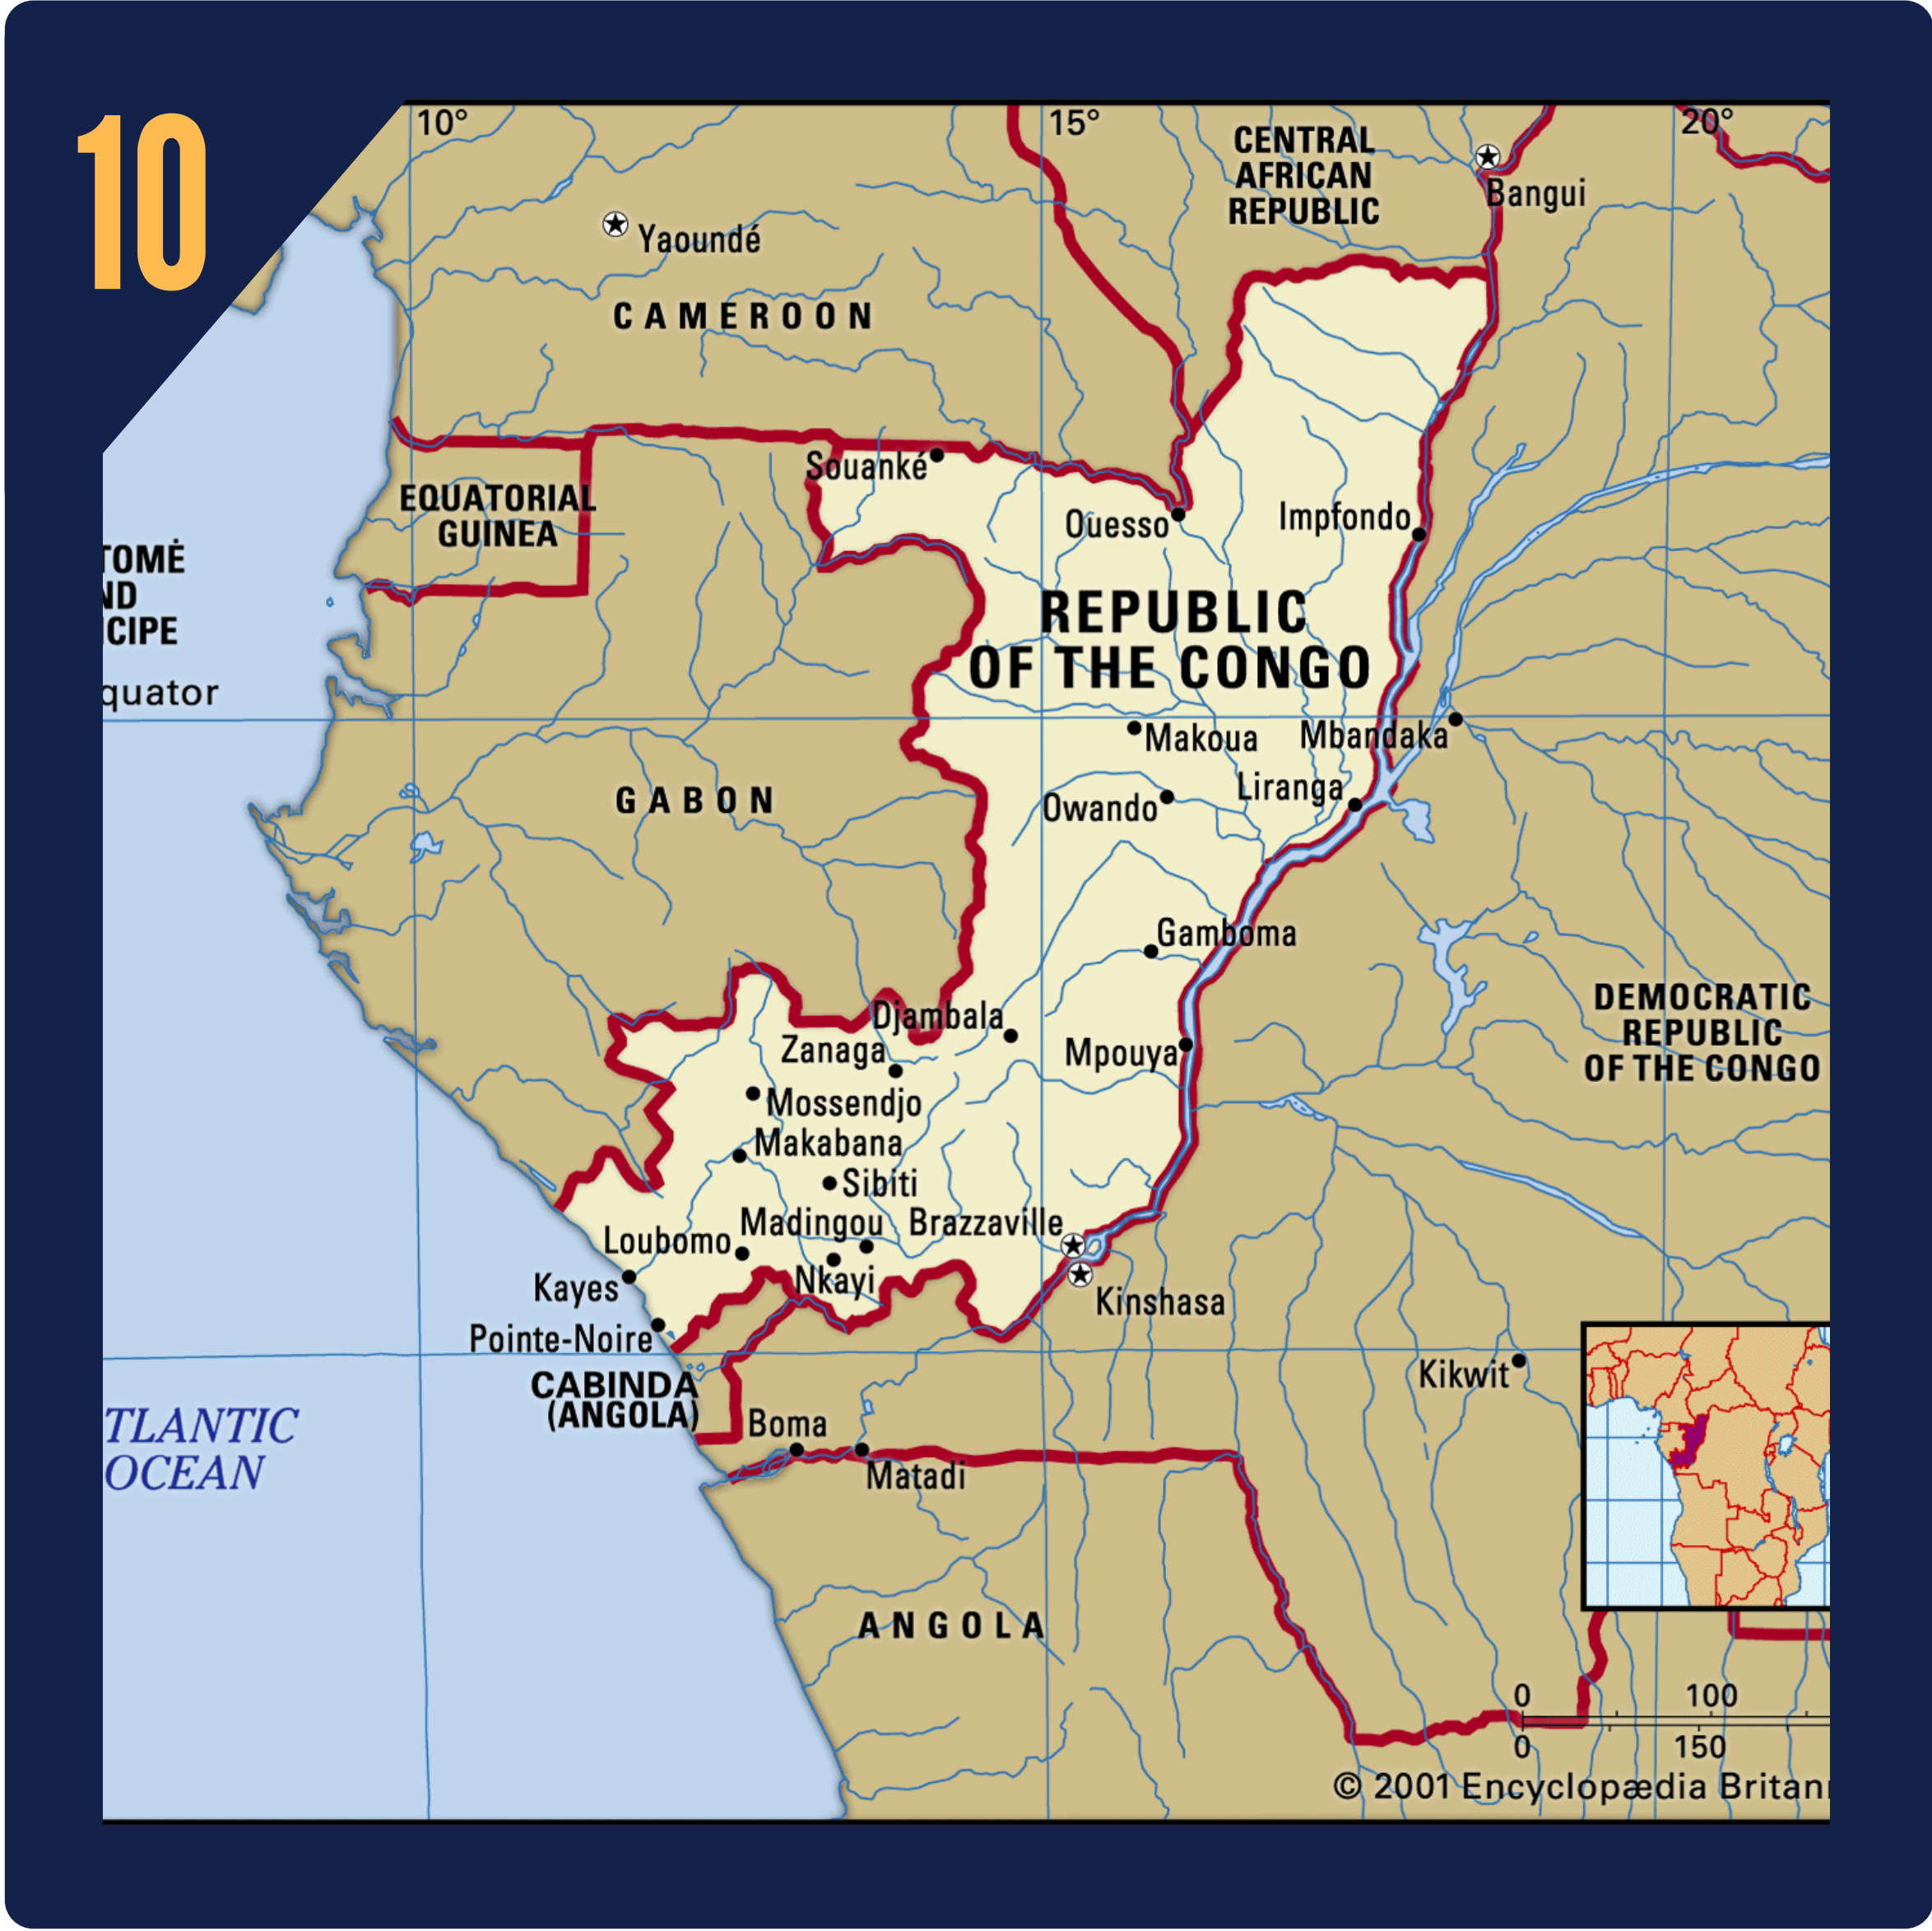 10
10°
15°
20°
CENTRAL
AFRICAN
REPUBLIC
Bangui
Yaoundé
CAMEROON
Souanké
EQUATORIAL
GUINEA
Ouesso
Impfondo
TOMÉ
ND
CIPE
REPUBLIC
OF THE CONGO
quator
Makoua
Mbandaka
Liranga
GABON
Owando
Gamboma
DEMOCRATIC
REPUBLIC
OF THE CONGO
Djambala
Zanaga
Mpouya
Mossendjo
Makabana
Sibiti
Madingou
Brazzaville
Loubomo
Nkayi
Kayes
Kinshasa
Pointe-Noire
Kikwit
CABINDA
(ANGOLA)
Boma
TLANTIC
OCEAN
Matadi
ANGOLA
0 100
0 150
© 2001 Encyclopædia Britan